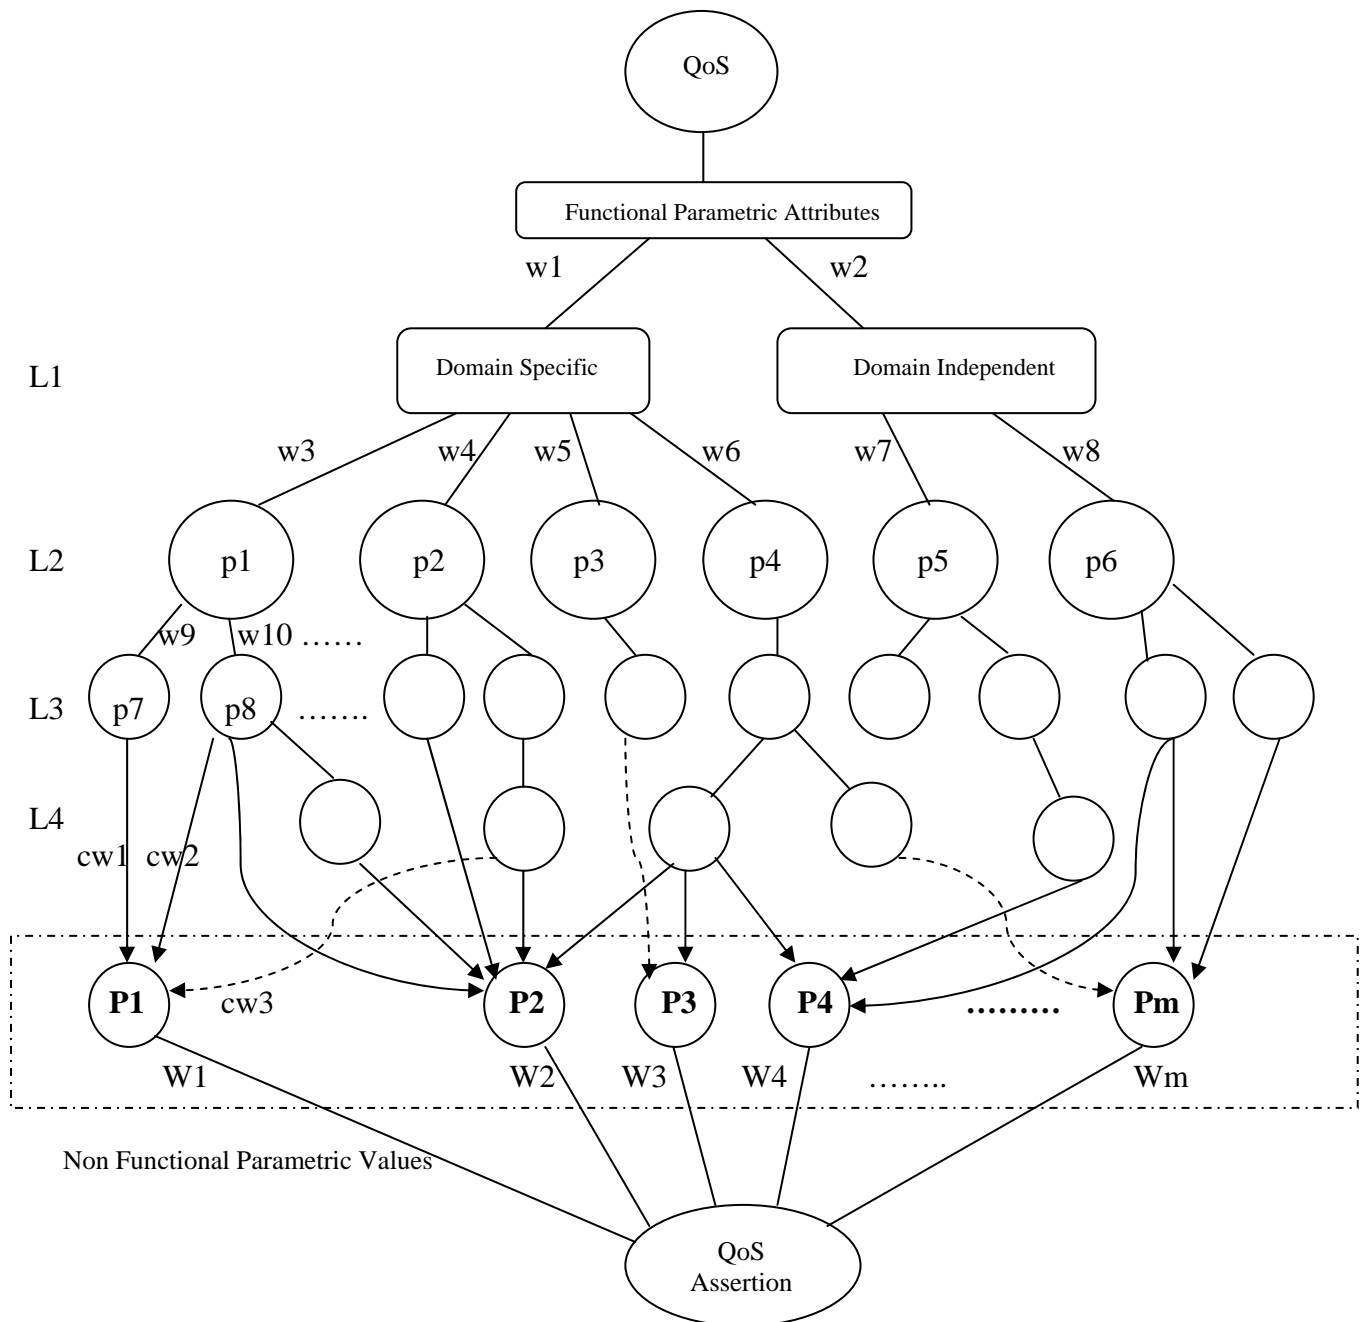 QoS
Functional Parametric Attributes
w1
w2
L1
Domain Specific
Domain Independent
w3
w4
w5
w6
w7
w8
L2
p1
p2
p3
p4
p5
p6
w9
w10 ……
L3
p7
p8
…….
L4
cw1
cw2
P1
cw3
P2
P3
P4
………
Pm
W1
W2
W3
W4
……..
Wm
Non Functional Parametric Values
QoS
Assertion